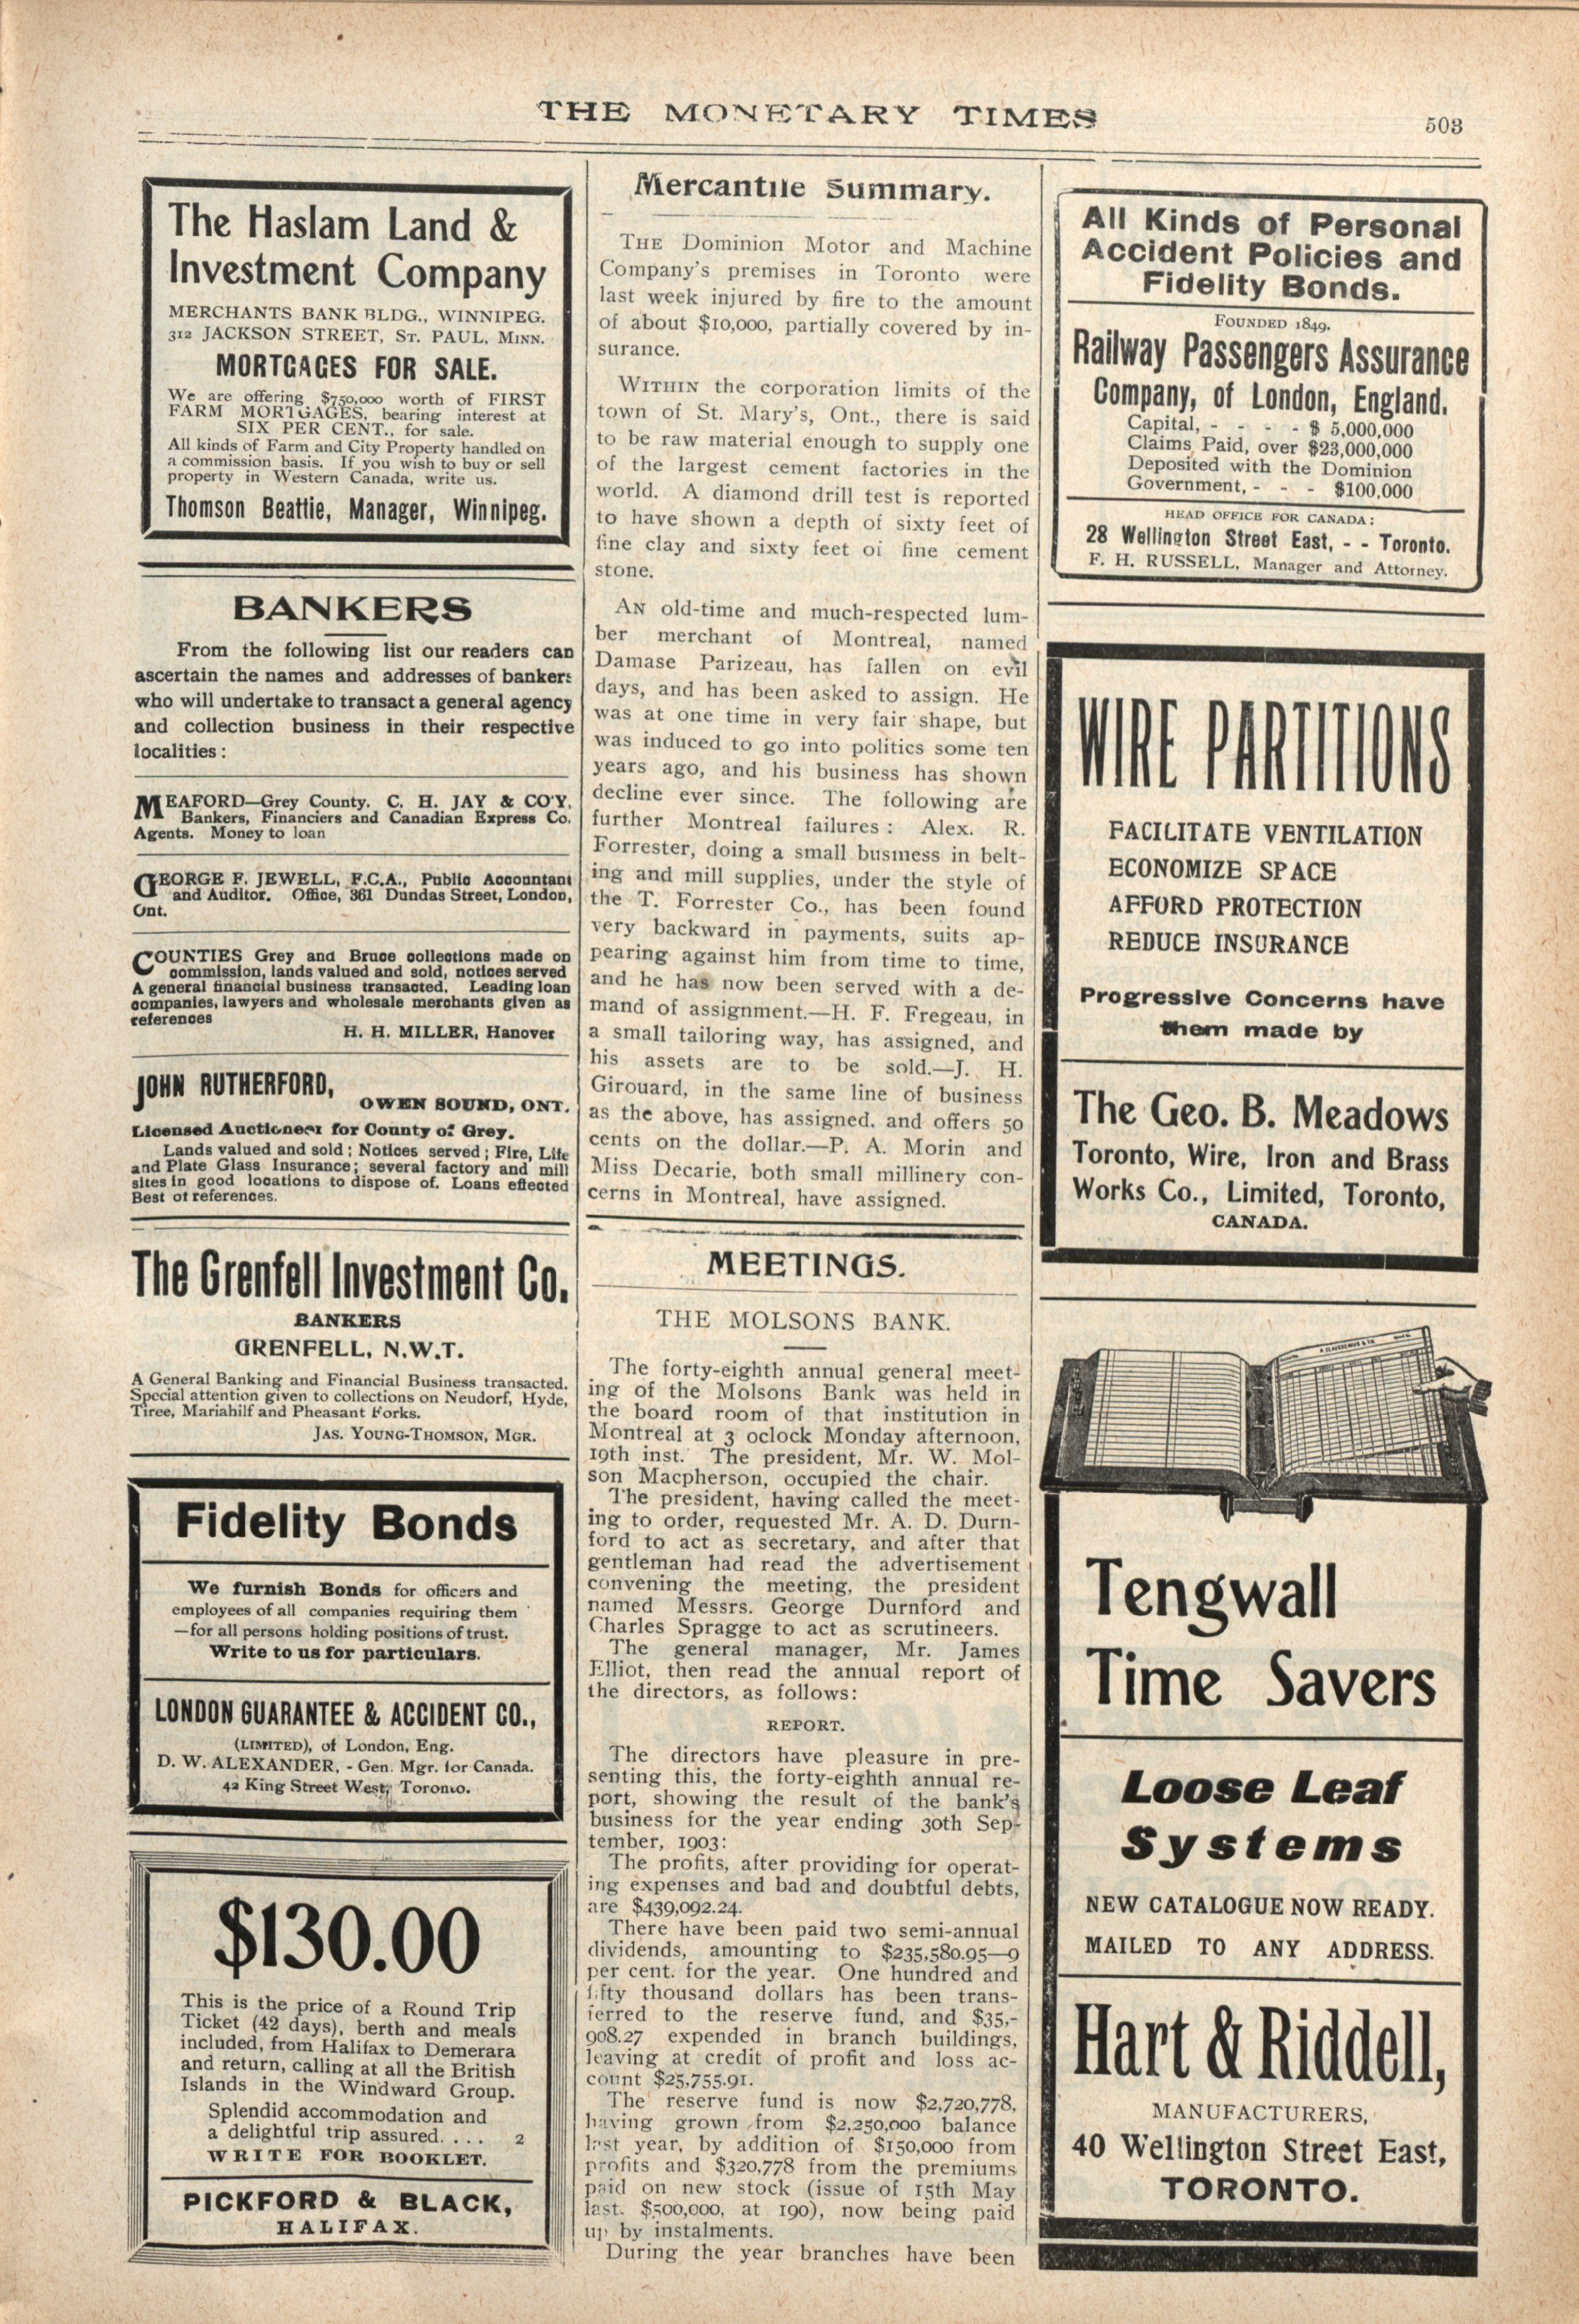 THE MONETARY TIMES
503
The Haslam Land &
Investment Company
MERCHANTS BANK BLDG., WINNIPEG.
312 JACKSON STREET, ST. PAUL, MINN.
MORTGAGES FOR SALE.
We are offering $750,000 worth of FIRST
FARM MORTGAGES, bearing interest at
SIX PER CENT., for sale.
All kinds of Farm and City Property handled on
a commission basis. If you wish to buy or sell
property in Western Canada, write us.
Thomson Beattie, Manager, Winnipeg.
BANKERS
From the following list our readers can
ascertain the names and addresses of bankers
who will undertake to transact a general agency
and collection business in their respective
localities:
MEAFORD—Grey County. C. H. JAY & CO'Y,
Bankers, Financiers and Canadian Express Co.
Agents. Money to loan
GEORGE F. JEWELL, F.C.A., Public Accountant
and Auditor. Office, 361 Dundas Street, London,
Ont.
COUNTIES Grey and Bruce collections made on
commission, lands valued and sold, notices served
A general financial business transacted. Leading loan
companies, lawyers and wholesale merchants given as
references
H. H. MILLER, Hanover
JOHN RUTHERFORD,
OWEN SOUND, ONT.
Licensed Auctioneer for County of Grey.
Lands valued and sold; Notices served; Fire, Life
and Plate Glass Insurance; several factory and mill
sites in good locations to dispose of. Loans effected
Best of references.
The Grenfell Investment Co.
BANKERS
GRENFELL, N.W.T.
A General Banking and Financial Business transacted.
Special attention given to collections on Neudorf, Hyde,
Tiree, Mariahilf and Pheasant Forks.
JAS. YOUNG-THOMSON, MGR.
Fidelity Bonds
We furnish Bonds for officers and
employees of all companies requiring them
—for all persons holding positions of trust.
Write to us for particulars.
LONDON GUARANTEE & ACCIDENT CO.,
(LIMITED), of London, Eng.
D. W. ALEXANDER, - Gen. Mgr. for Canada.
42 King Street West, Toronto.
$130.00
This is the price of a Round Trip
Ticket (42 days), berth and meals
included, from Halifax to Demerara
and return, calling at all the British
Islands in the Windward Group.
Splendid accommodation and
a delightful trip assured. . . . 2
WRITE FOR BOOKLET.
PICKFORD & BLACK,
HALIFAX.
Mercantile Summary.
THE Dominion Motor and Machine
Company's premises in Toronto were
last week injured by fire to the amount
of about $10,000, partially covered by in-
surance.
WITHIN the corporation limits of the
town of St. Mary's, Ont., there is said
to be raw material enough to supply one
of the largest cement factories in the
world. A diamond drill test is reported
to have shown a depth of sixty feet of
fine clay and sixty feet of fine cement
stone.
AN old-time and much-respected lum-
ber merchant of Montreal, named
Damase Parizeau, has fallen on evil
days, and has been asked to assign. He
was at one time in very fair shape, but
was induced to go into politics some ten
years ago, and his business has shown
decline ever since. The following are
further Montreal failures: Alex. R.
Forrester, doing a small business in belt-
ing and mill supplies, under the style of
the T. Forrester Co., has been found
very backward in payments, suits ap-
pearing against him from time to time,
and he has now been served with a de-
mand of assignment.—H. F. Fregeau, in
a small tailoring way, has assigned, and
his assets are to be sold.—J. H.
Girouard, in the same line of business
as the above, has assigned. and offers 50
cents on the dollar.—P. A. Morin and
Miss Decarie, both small millinery con-
cerns in Montreal, have assigned.
MEETINGS.
THE MOLSONS BANK.
The forty-eighth annual general meet-
ing of the Molsons Bank was held in
the board room of that institution in
Montreal at 3 oclock Monday afternoon,
19th inst. The president, Mr. W. Mol-
son Macpherson, occupied the chair.
The president, having called the meet-
ing to order, requested Mr. A. D. Durn-
ford to act as secretary, and after that
gentleman had read the advertisement
convening the meeting, the president
named Messrs. George Durnford and
Charles Spragge to act as scrutineers.
The general manager, Mr. James
Elliot, then read the annual report of
the directors, as follows:
REPORT.
The directors have pleasure in pre-
senting this, the forty-eighth annual re-
port, showing the result of the bank's
business for the year ending 30th Sep-
tember, 1903:
The profits, after providing for operat-
ing expenses and bad and doubtful debts,
are $439,092.24.
There have been paid two semi-annual
dividends, amounting to $235,580.95—9
per cent. for the year. One hundred and
fifty thousand dollars has been trans-
ferred to the reserve fund, and $35,-
908.27 expended in branch buildings,
leaving at credit of profit and loss ac-
count $25,755.91.
The reserve fund is now $2,720,778,
having grown from $2,250,000 balance
last year, by addition of $150,000 from
profits and $320,778 from the premiums
paid on new stock (issue of 15th May
last. $500,000, at 190), now being paid
up by instalments.
During the year branches have been
All Kinds of Personal
Accident Policies and
Fidelity Bonds.
FOUNDED 1849.
Railway Passengers Assurance
Company, of London, England.
Capital, - - - - $ 5,000,000
Claims Paid, over $23,000,000
Deposited with the Dominion
Government, - - - $100,000
HEAD OFFICE FOR CANADA:
28 Wellington Street East, - - Toronto.
F. H. RUSSELL, Manager and Attorney.
WIRE PARTITIONS
FACILITATE VENTILATION
ECONOMIZE SPACE
AFFORD PROTECTION
REDUCE INSURANCE
Progressive Concerns have
them made by
The Geo. B. Meadows
Toronto, Wire, Iron and Brass
Works Co., Limited, Toronto,
CANADA.
Tengwall
Time Savers
Loose Leaf
Systems
NEW CATALOGUE NOW READY.
MAILED TO ANY ADDRESS.
Hart & Riddell,
MANUFACTURERS,
40 Wellington Street East,
TORONTO.